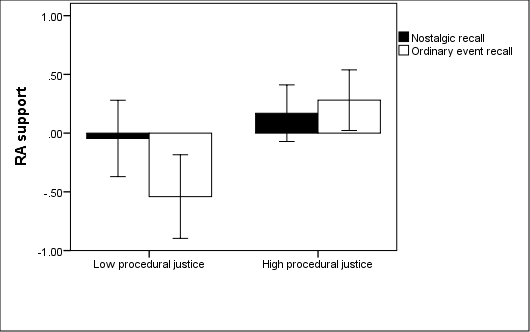 1.00
.50
.00
-.50
-1.00
RA support
Low procedural justice
High procedural justice
Nostalgic recall
Ordinary event recall